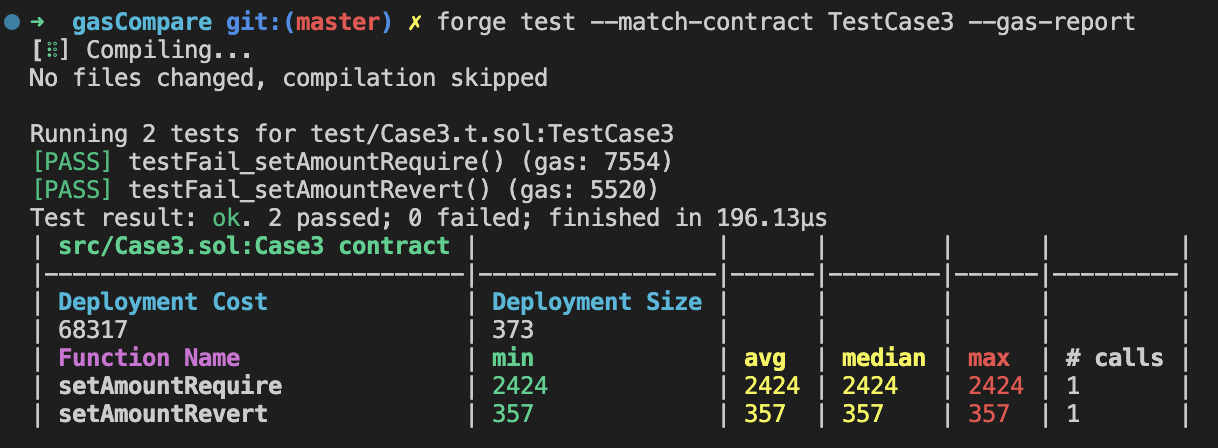 ➜ gasCompare git:(master) ✗ forge test --match-contract TestCase3 --gas-report
[⠿] Compiling...
No files changed, compilation skipped
Running 2 tests for test/Case3.t.sol:TestCase3
[PASS] testFail_setAmountRequire() (gas: 7554)
[PASS] testFail_setAmountRevert() (gas: 5520)
Test result: ok. 2 passed; 0 failed; finished in 196.13µs
| src/Case3.sol:Case3 contract | | | | | |
|------------------------------|-----------------|------|--------|------|---------|
| Deployment Cost | Deployment Size | | | | |
| 68317 | 373 | | | | |
| Function Name | min | avg | median | max | # calls |
| setAmountRequire | 2424 | 2424 | 2424 | 2424 | 1 |
| setAmountRevert | 357 | 357 | 357 | 357 | 1 |